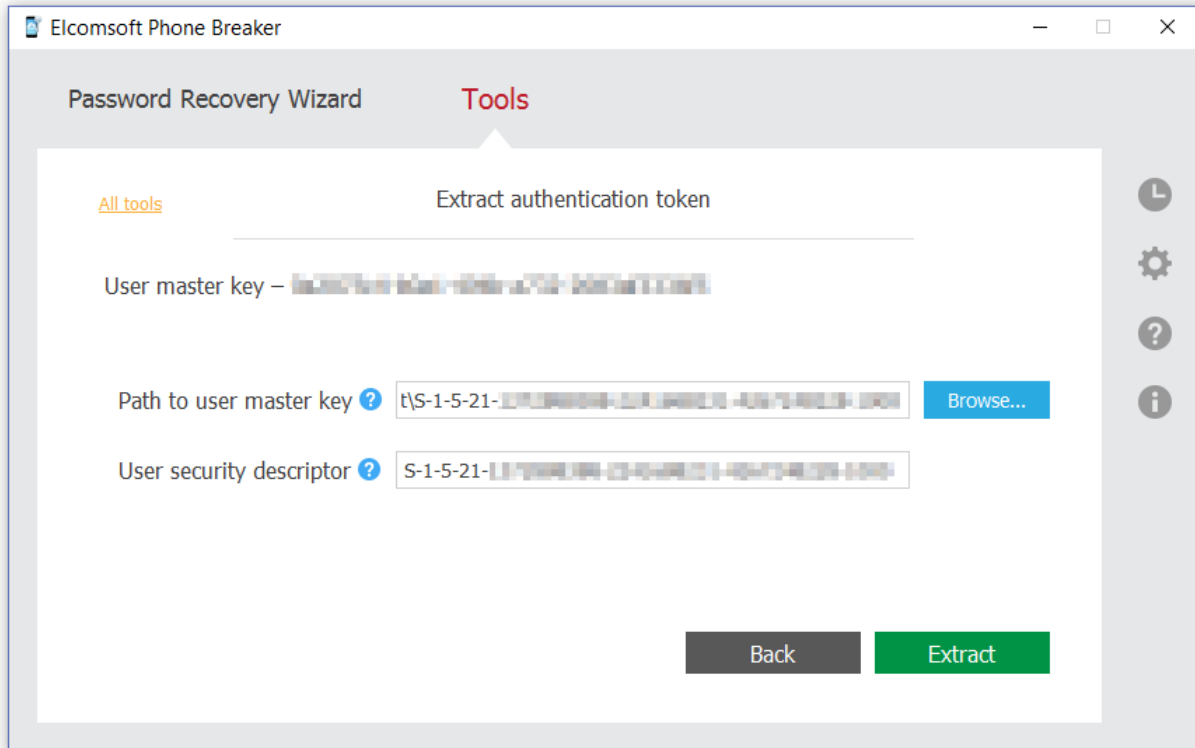 Elcomsoft Phone Breaker
Password Recovery Wizard Tools
All tools
Extract authentication token
User master key –
Path to user master key ? t\S-1-5-21-
Browse...
User security descriptor ? S-1-5-21-
Back Extract